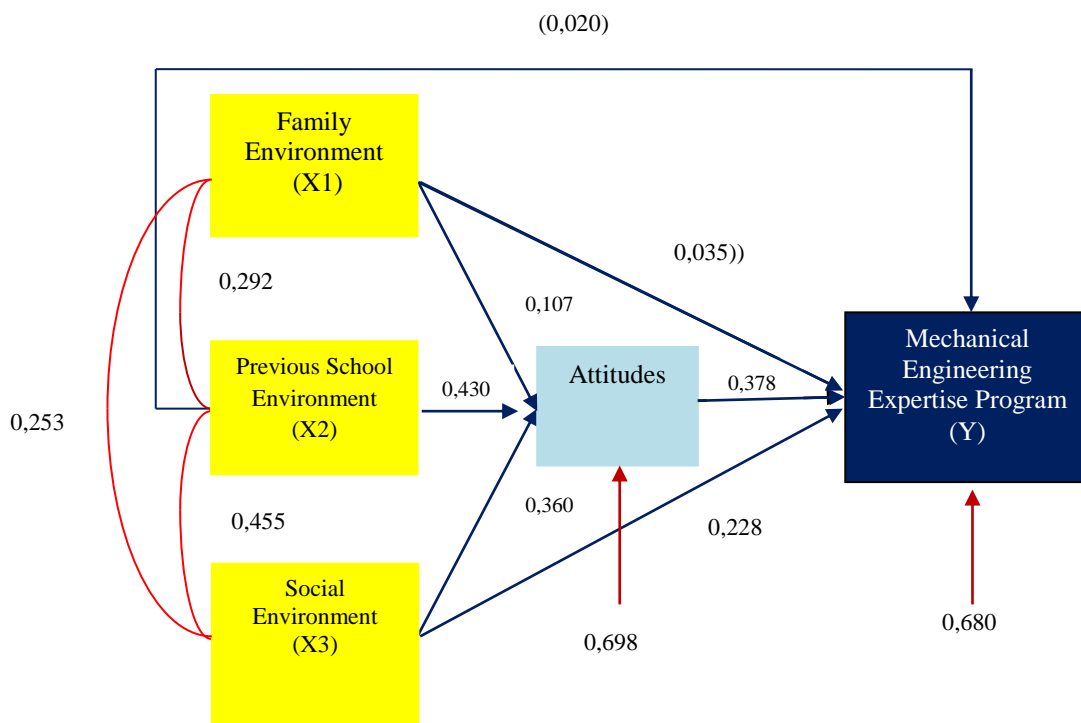 (0,020)
Family
Environment
(X1)
0,035))
0,292
0,107
Previous School
Environment
(X2)
0,430
Attitudes
0,378
Mechanical
Engineering
Expertise Program
(Y)
0,253
0,455
0,360
0,228
Social
Environment
(X3)
0,698
0,680